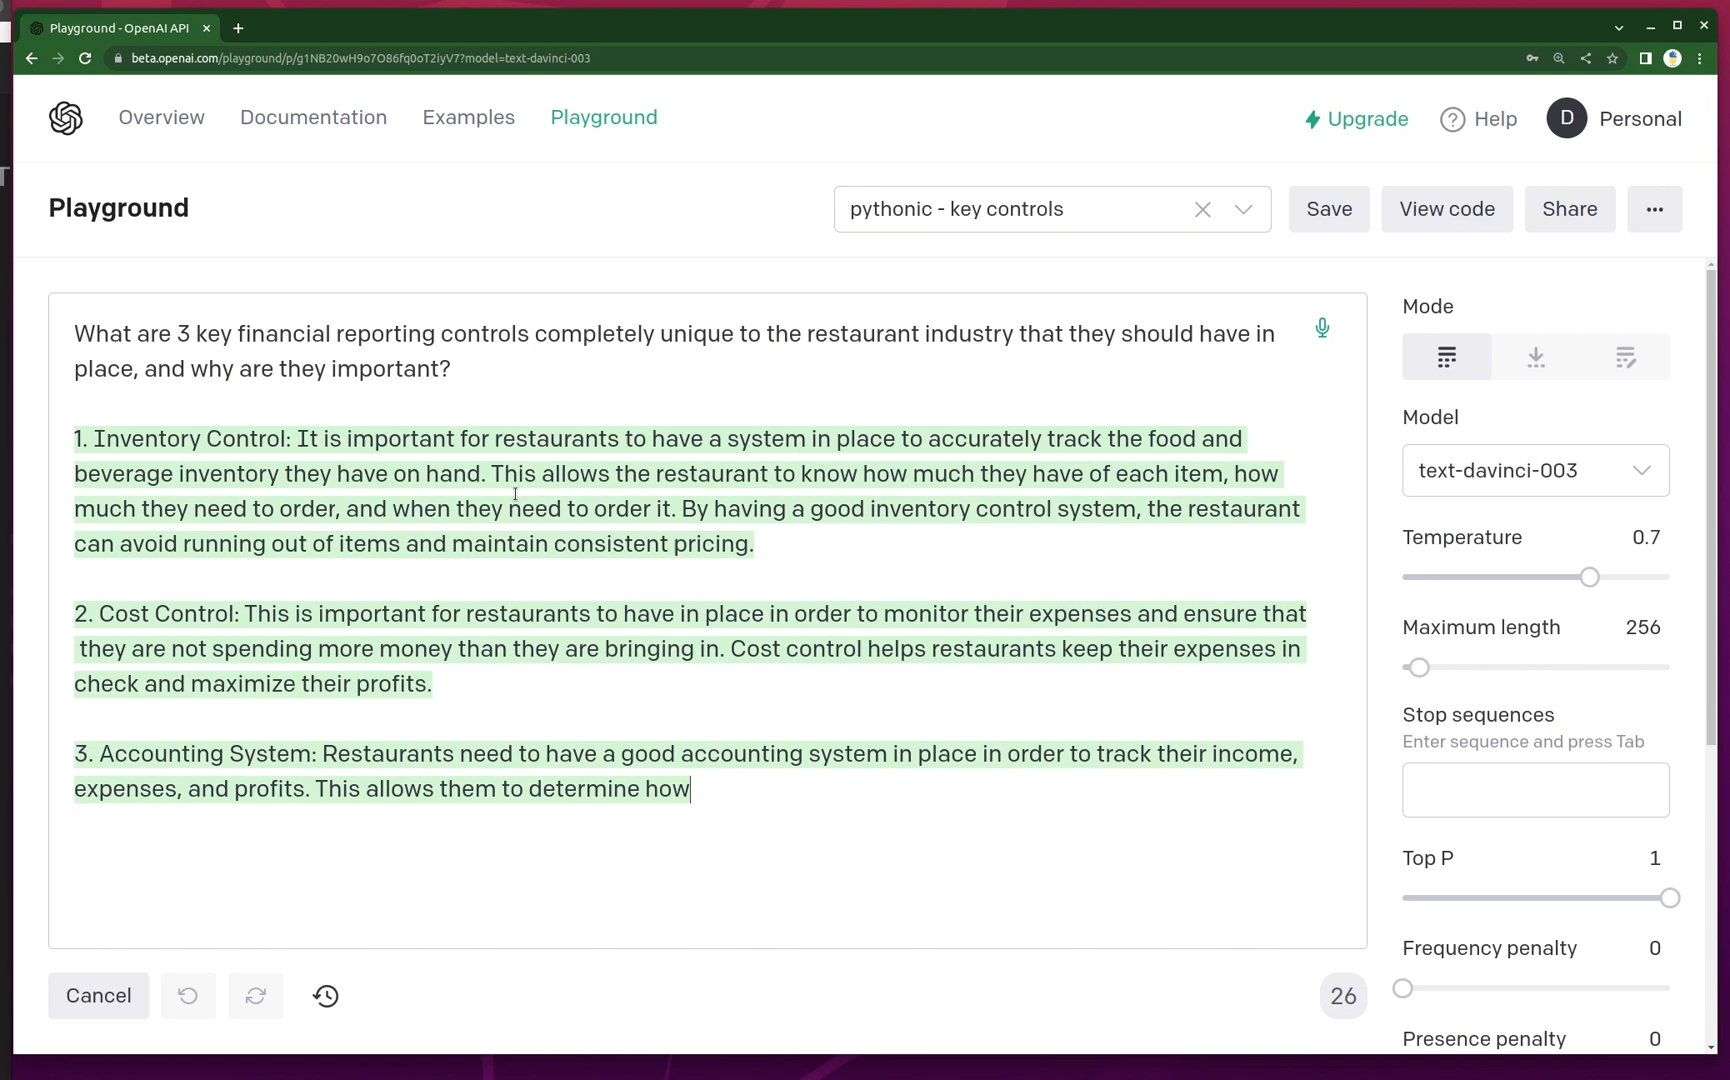 Playground - OpenAI API
beta.openai.com/playground/p/g1NB20wH9o7O86fq0oT2iyV7?model=text-davinci-003
Overview
Documentation
Examples
Playground
Upgrade
Help
D
Personal
Playground
pythonic - key controls
Save
View code
Share
What are 3 key financial reporting controls completely unique to the restaurant industry that they should have in
place, and why are they important?
1. Inventory Control: It is important for restaurants to have a system in place to accurately track the food and
beverage inventory they have on hand. This allows the restaurant to know how much they have of each item, how
much they need to order, and when they need to order it. By having a good inventory control system, the restaurant
can avoid running out of items and maintain consistent pricing.
2. Cost Control: This is important for restaurants to have in place in order to monitor their expenses and ensure that
they are not spending more money than they are bringing in. Cost control helps restaurants keep their expenses in
check and maximize their profits.
3. Accounting System: Restaurants need to have a good accounting system in place in order to track their income,
expenses, and profits. This allows them to determine how
Cancel
26
Mode
Model
text-davinci-003
Temperature 0.7
Maximum length 256
Stop sequences
Enter sequence and press Tab
Top P 1
Frequency penalty 0
Presence penalty 0